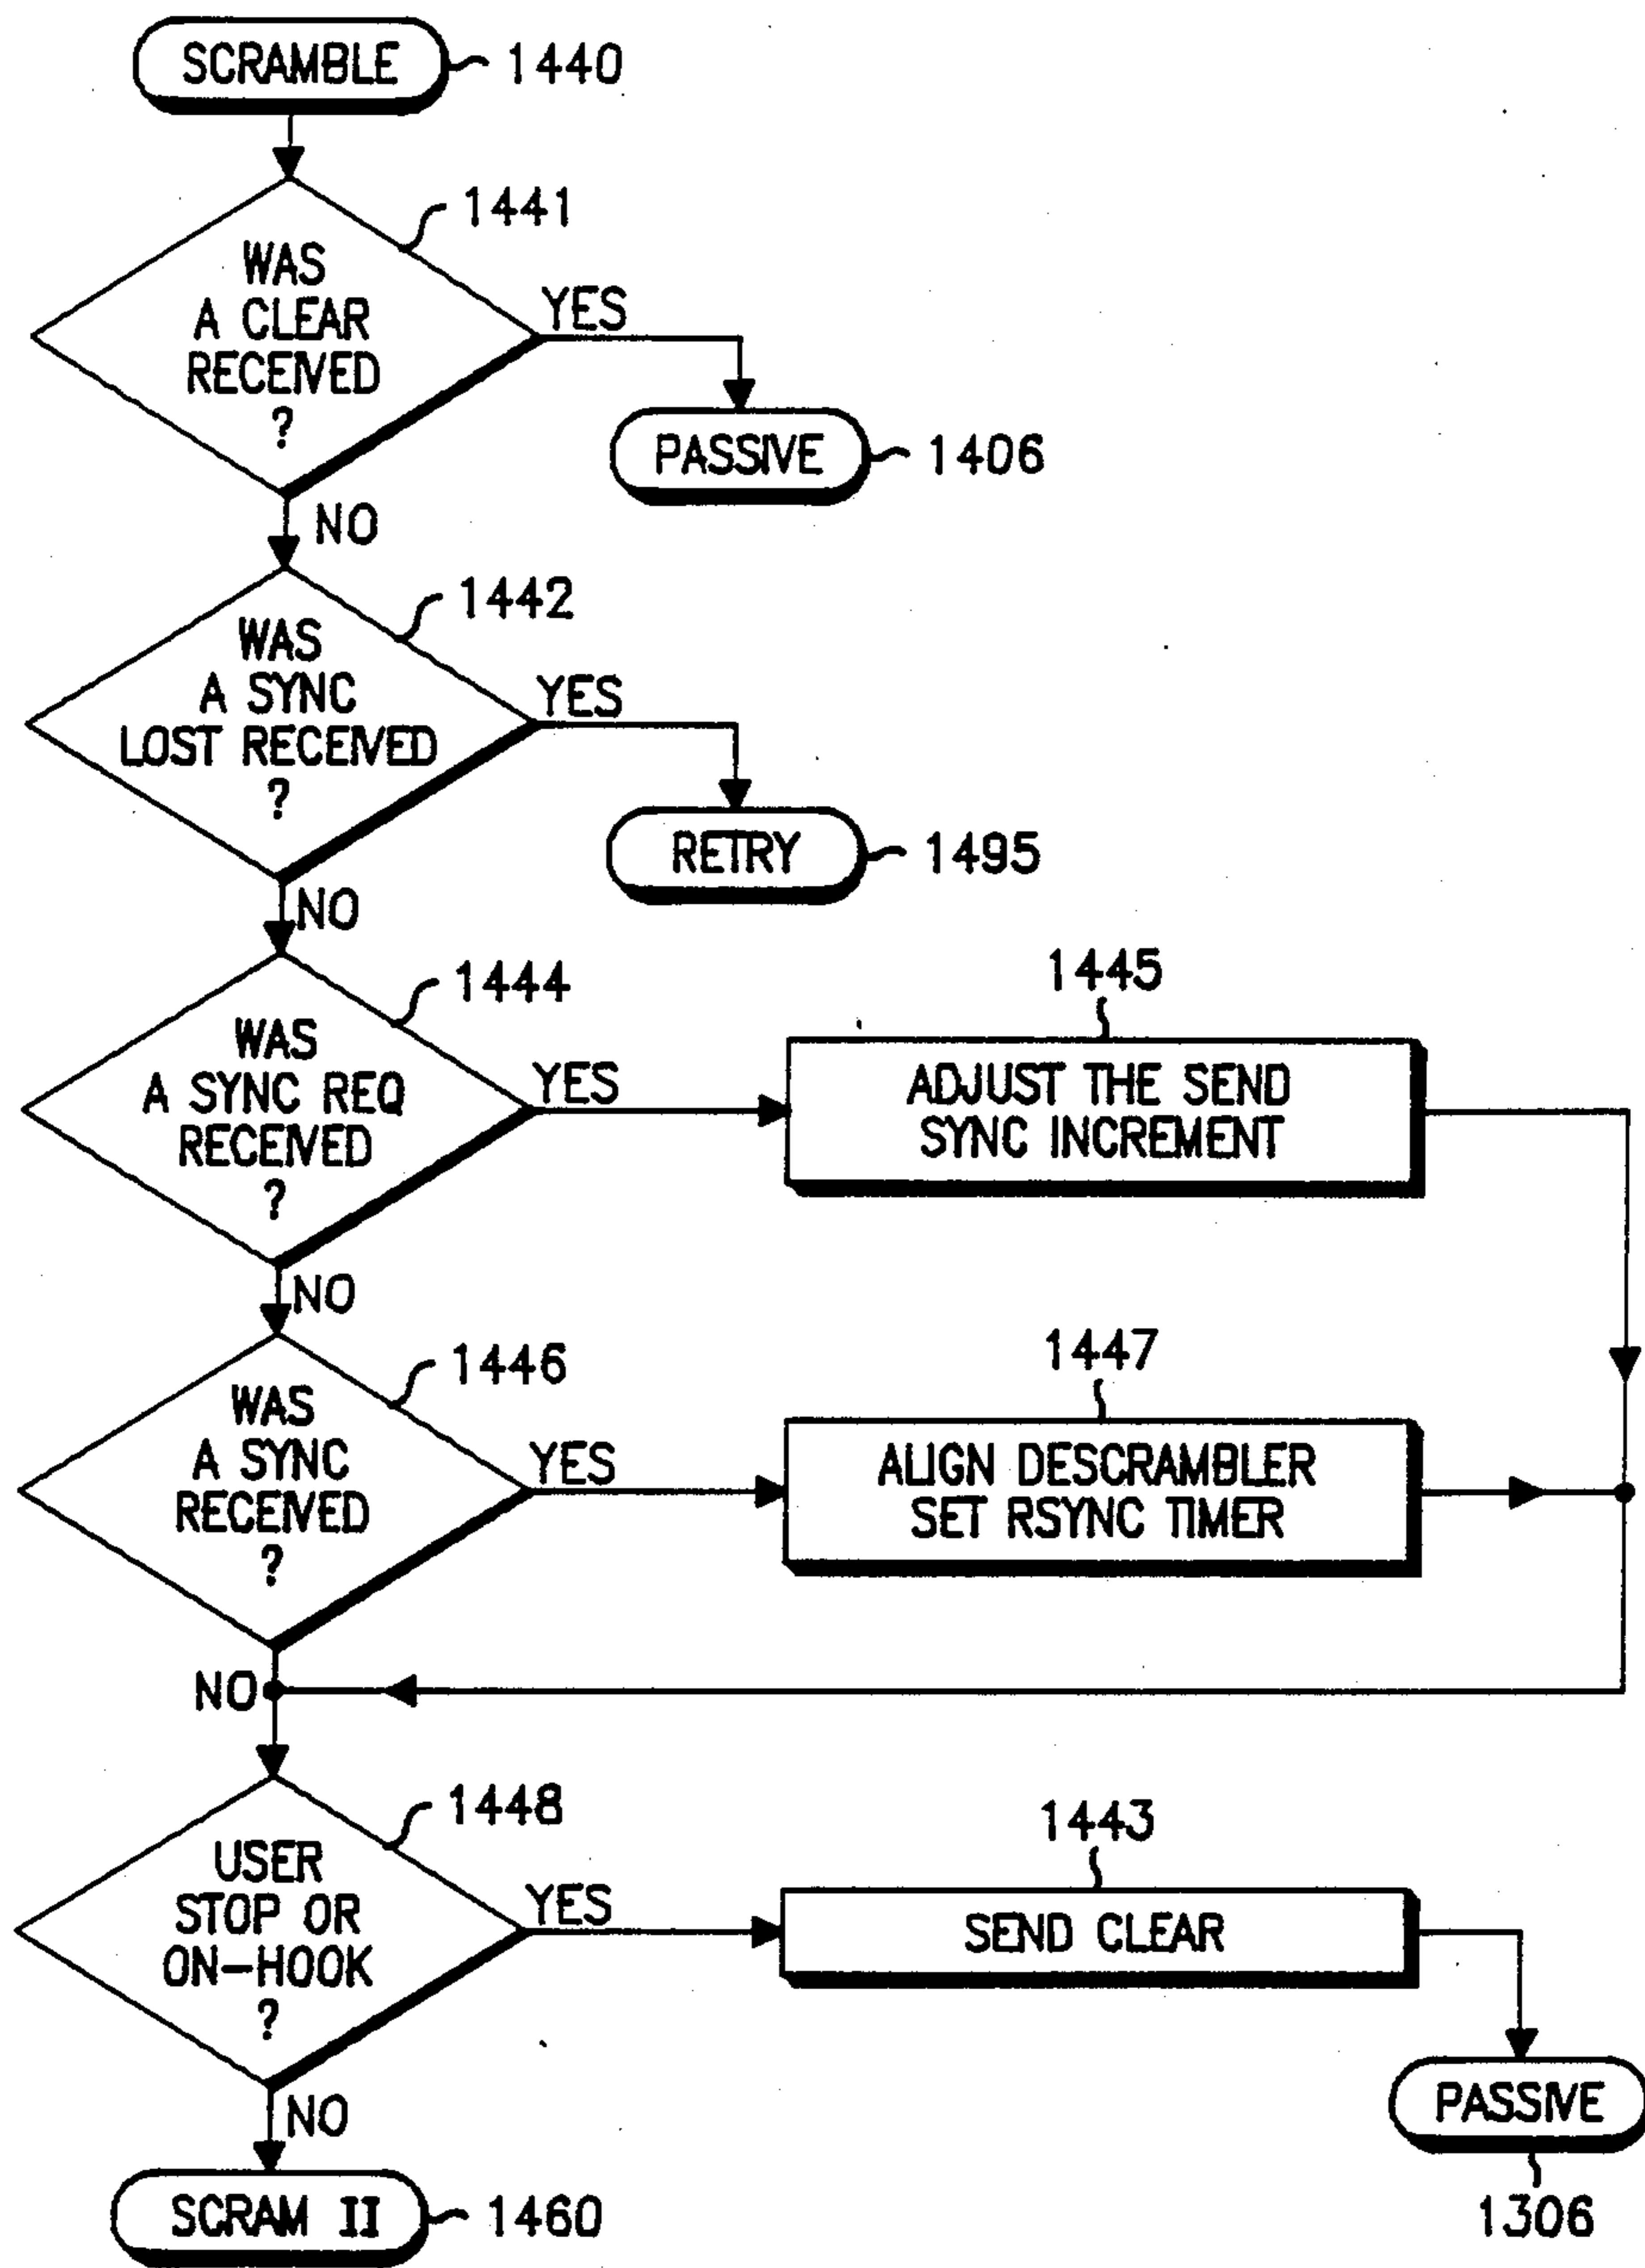 SCRAMBLE
1440
1441
WAS
A CLEAR
RECEIVED
?
YES
PASSIVE
1406
NO
1442
WAS
A SYNC
LOST RECEIVED
?
YES
RETRY
1495
NO
1444
WAS
A SYNC REQ
RECEIVED
?
YES
1445
ADJUST THE SEND
SYNC INCREMENT
NO
1446
WAS
A SYNC
RECEIVED
?
YES
1447
ALIGN DESCRAMBLER
SET RSYNC TIMER
NO
1448
USER
STOP OR
ON-HOOK
?
YES
1443
SEND CLEAR
PASSIVE
1306
NO
SCRAM II
1460